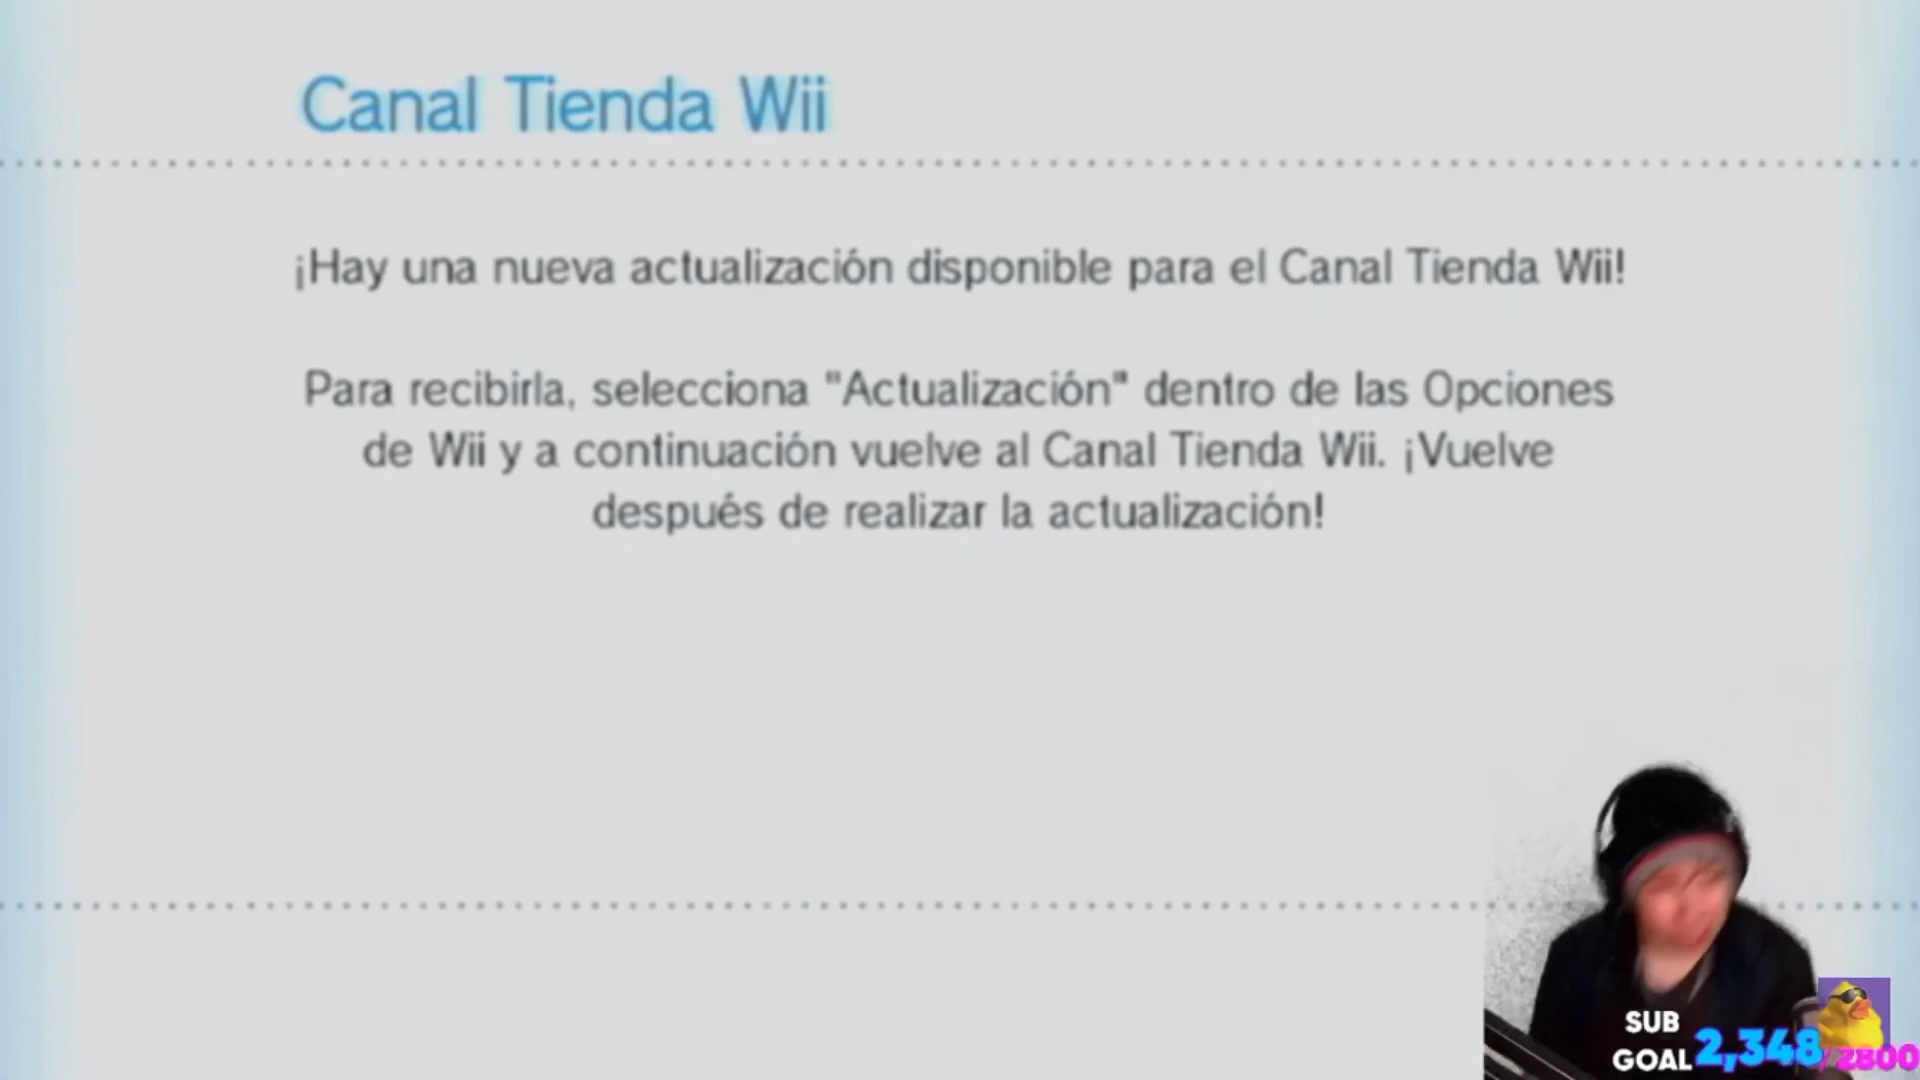 Canal Tienda Wii
¡Hay una nueva actualización disponible para el Canal Tienda Wii!
Para recibirla, selecciona "Actualización" dentro de las Opciones
de Wii y a continuación vuelve al Canal Tienda Wii. ¡Vuelve
después de realizar la actualización!
SUB
GOAL 2,348/2800